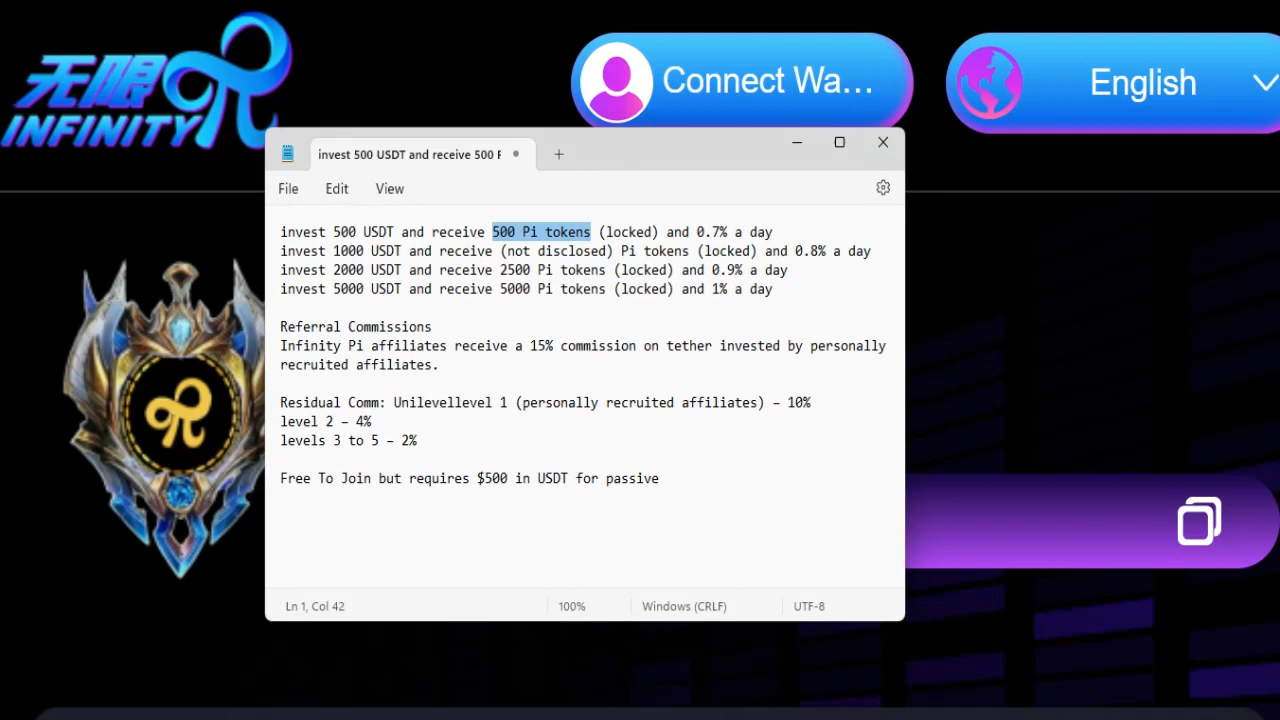 无限
INFINITY
Connect Wa...
English
invest 500 USDT and receive 500 F
File
Edit
View
invest 500 USDT and receive 500 Pi tokens (locked) and 0.7% a day
invest 1000 USDT and receive (not disclosed) Pi tokens (locked) and 0.8% a day
invest 2000 USDT and receive 2500 Pi tokens (locked) and 0.9% a day
invest 5000 USDT and receive 5000 Pi tokens (locked) and 1% a day
Referral Commissions
Infinity Pi affiliates receive a 15% commission on tether invested by personally
recruited affiliates.
Residual Comm: Unilevellevel 1 (personally recruited affiliates) – 10%
level 2 – 4%
levels 3 to 5 – 2%
Free To Join but requires $500 in USDT for passive
Ln 1, Col 42
100%
Windows (CRLF)
UTF-8